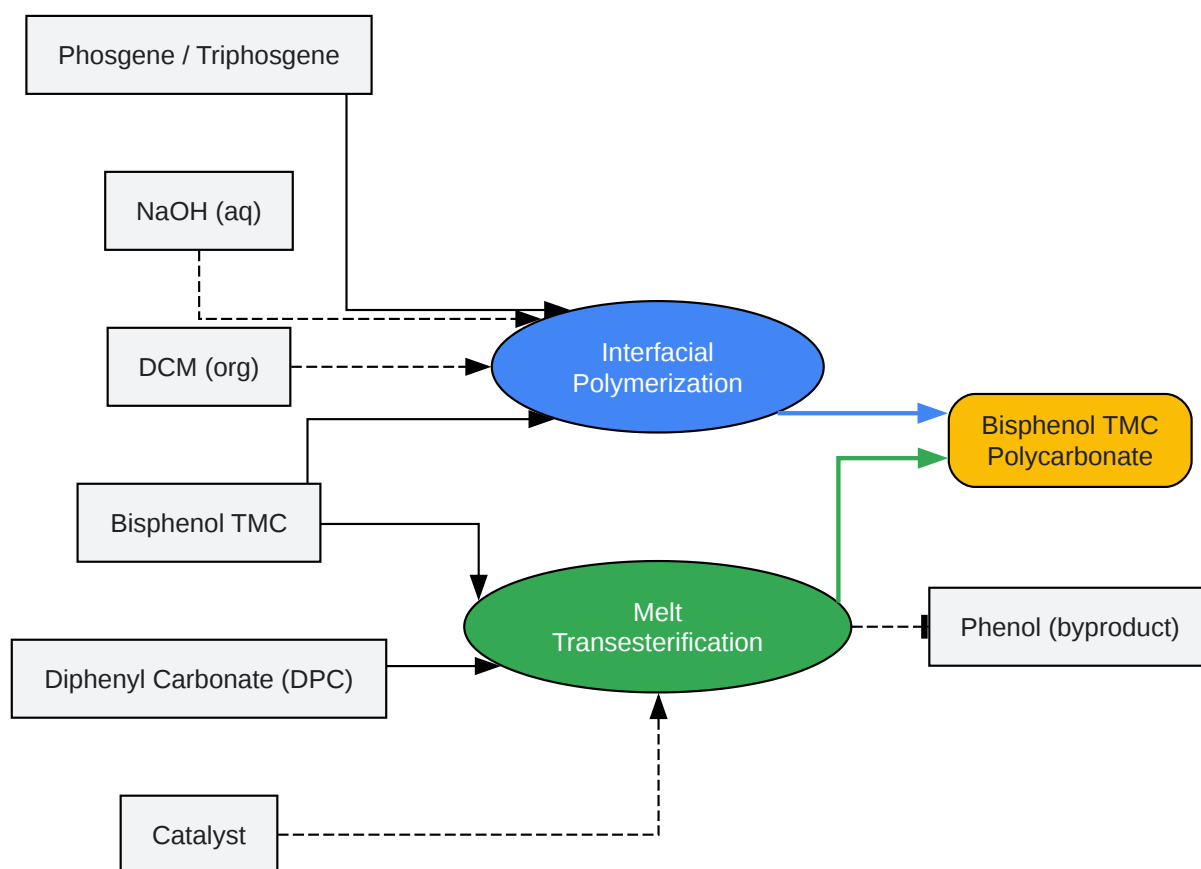 Phosgene / Triphosgene
NaOH (aq)
DCM (org)
Interfacial
Polymerization
Bisphenol TMC
Polycarbonate
Bisphenol TMC
Melt
Transesterification
Phenol (byproduct)
Diphenyl Carbonate (DPC)
Catalyst